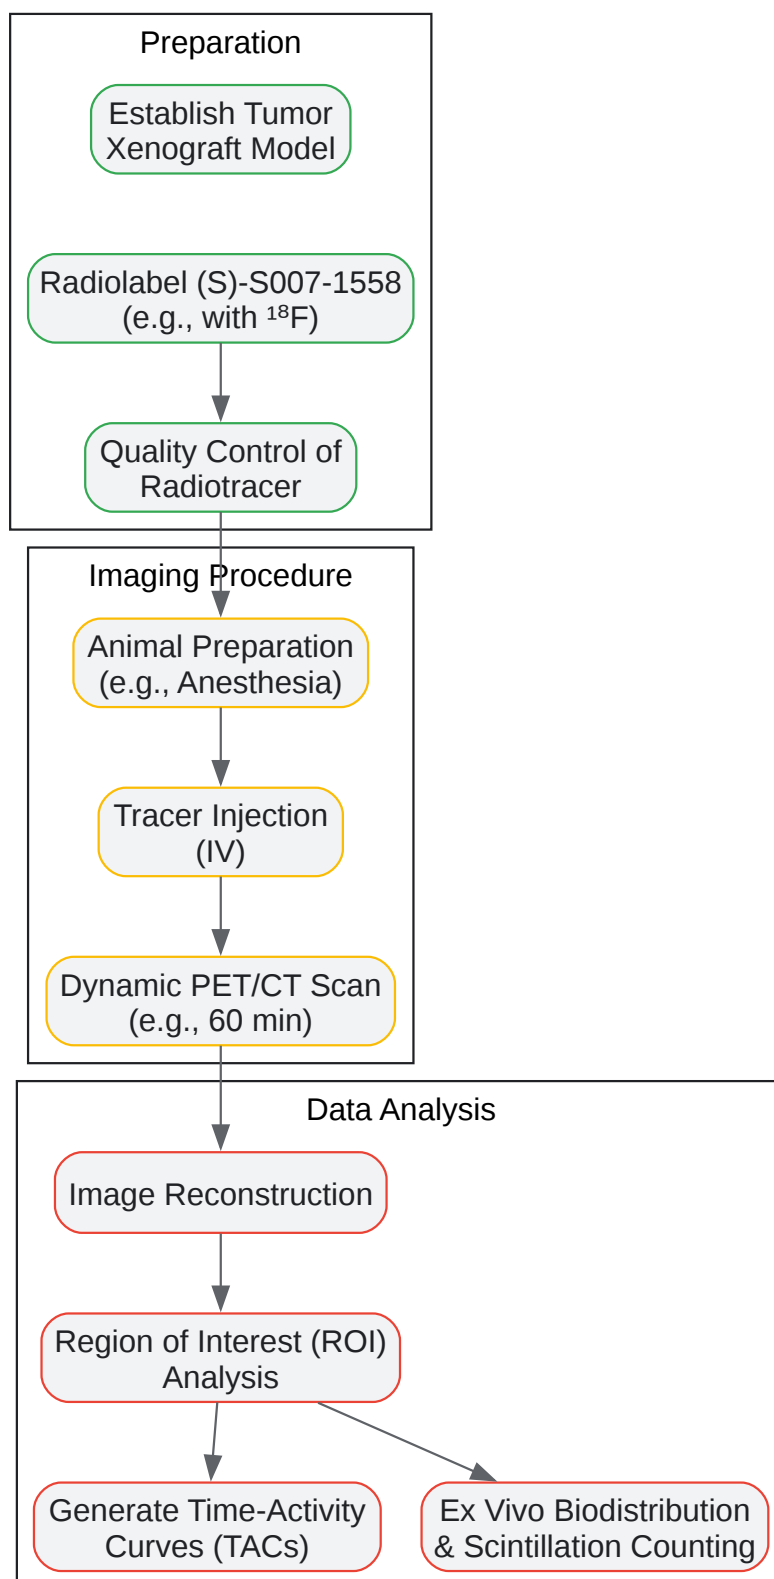 Preparation
Establish Tumor
Xenograft Model
Radiolabel (S)-S007-1558
(e.g., with ¹⁸F)
Quality Control of
Radiotracer
Imaging Procedure
Animal Preparation
(e.g., Anesthesia)
Tracer Injection
(IV)
Dynamic PET/CT Scan
(e.g., 60 min)
Data Analysis
Image Reconstruction
Region of Interest (ROI)
Analysis
Generate Time-Activity
Curves (TACs)
Ex Vivo Biodistribution
& Scintillation Counting